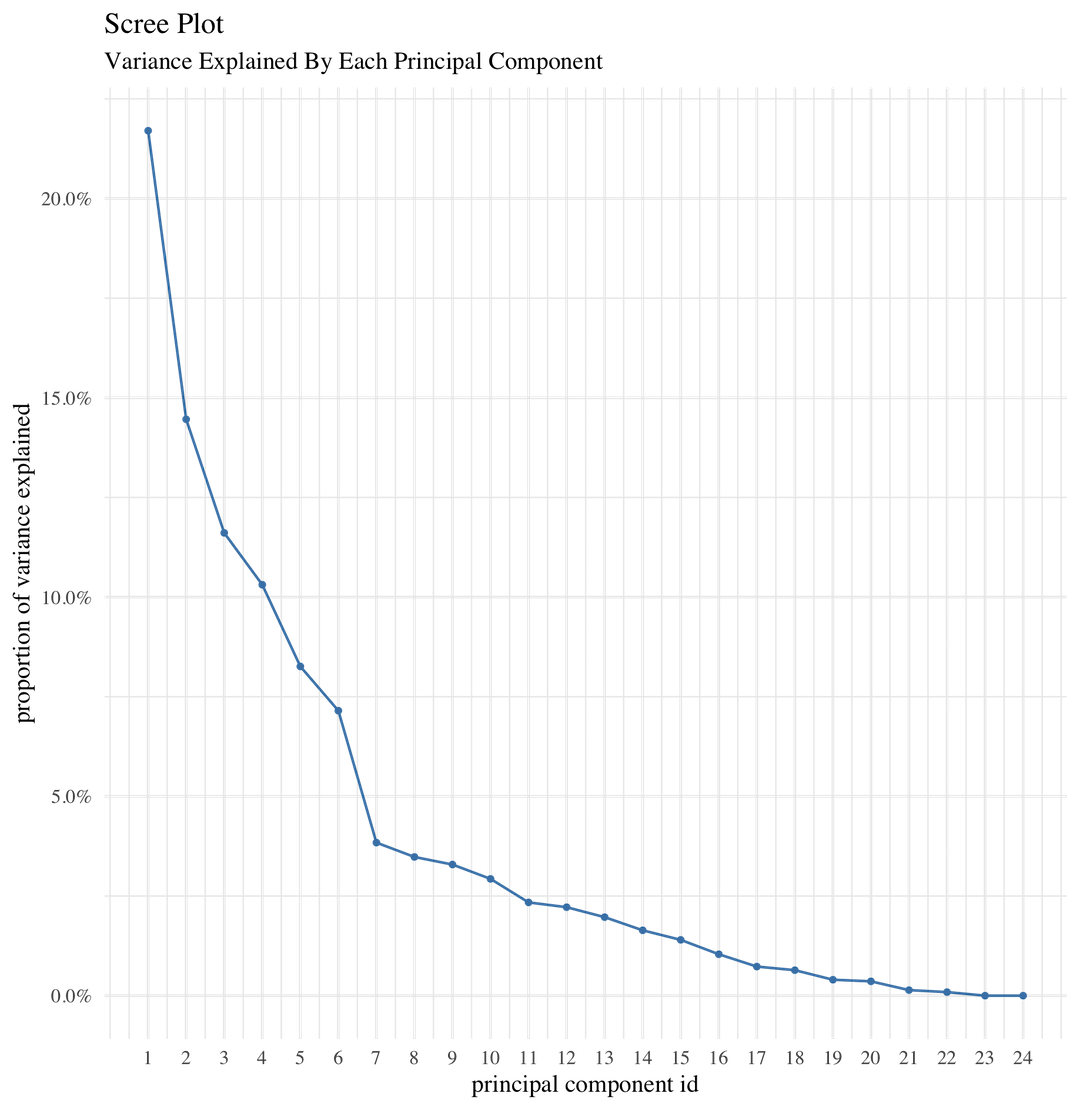 Scree Plot
Variance Explained By Each Principal Component
proportion of variance explained
20.0%
15.0%
10.0%
5.0%
0.0%
1 2 3 4 5 6 7 8 9 10 11 12 13 14 15 16 17 18 19 20 21 22 23 24
principal component id